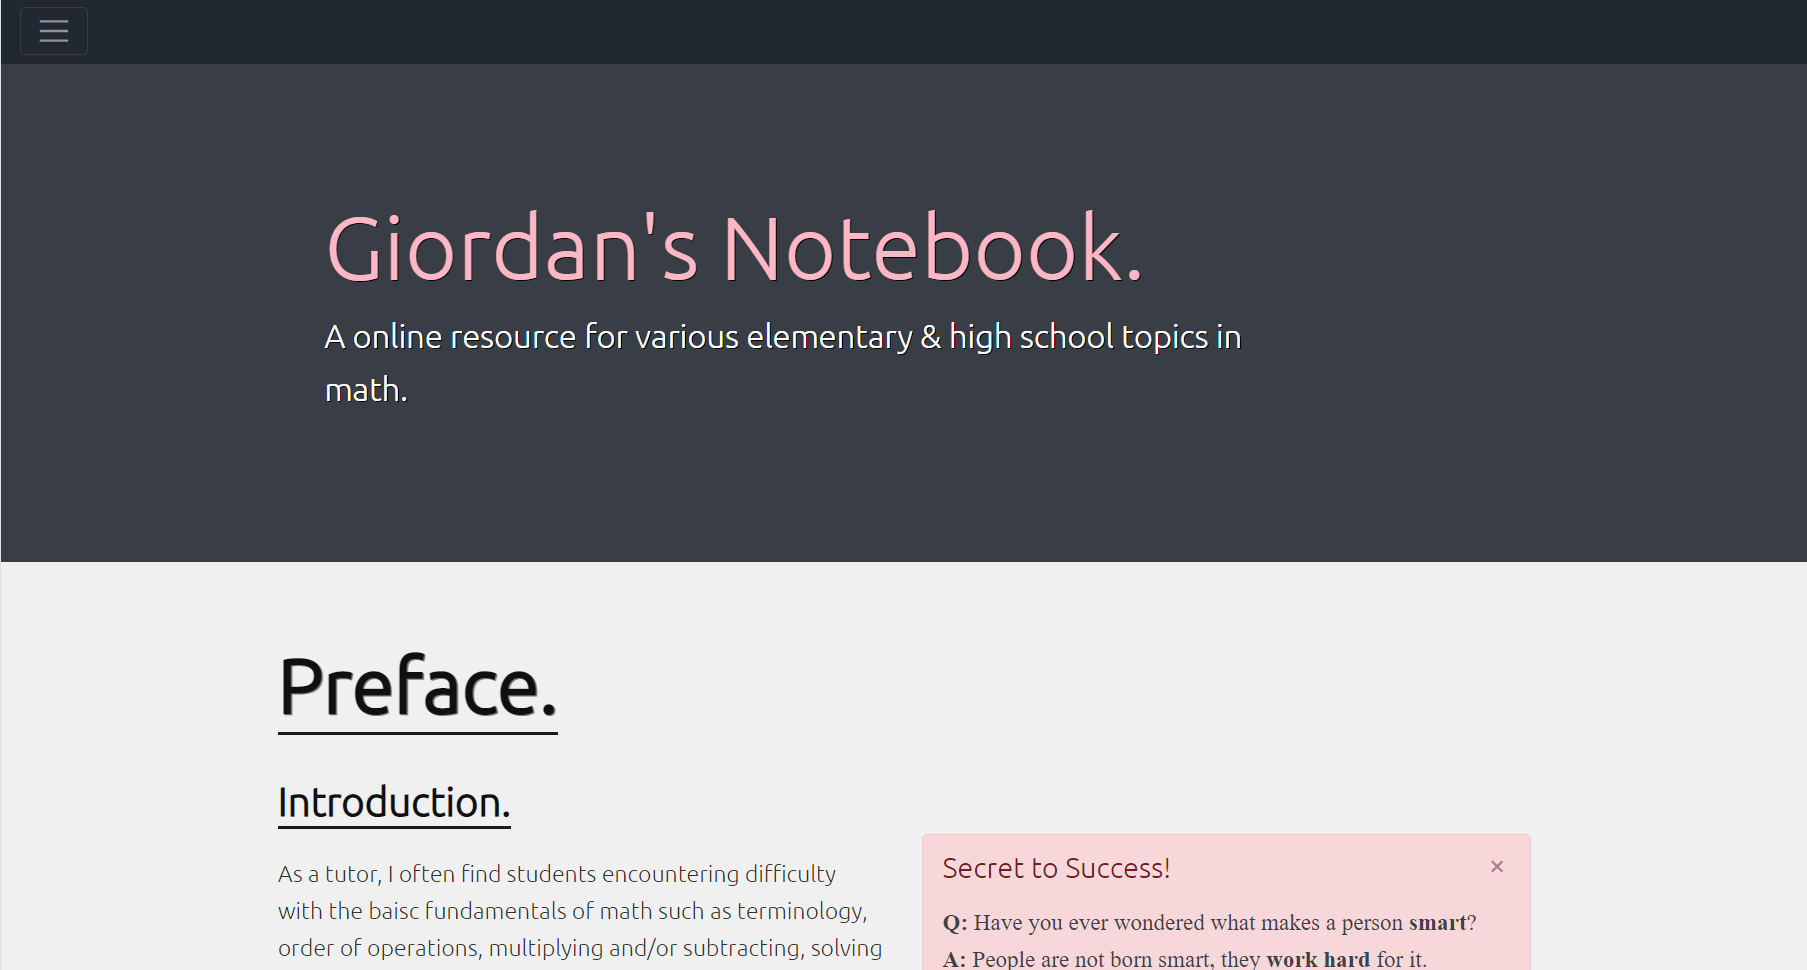 Giordan's Notebook.
A online resource for various elementary & high school topics in
math.
Preface.
Introduction.
As a tutor, I often find students encountering difficulty
with the baisc fundamentals of math such as terminology,
order of operations, multiplying and/or subtracting, solving
Secret to Success!
×
Q: Have you ever wondered what makes a person smart?
A: People are not born smart, they work hard for it.